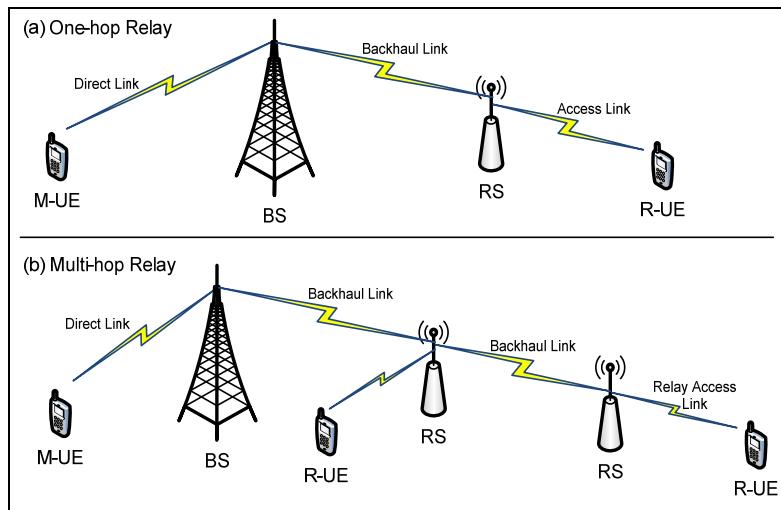 (a) One-hop Relay
Backhaul Link
Direct Link
Access Link
M-UE
BS
RS
R-UE
(b) Multi-hop Relay
Backhaul Link
Direct Link
Backhaul Link
Relay Access
Link
M-UE
BS
R-UE
RS
RS
R-UE